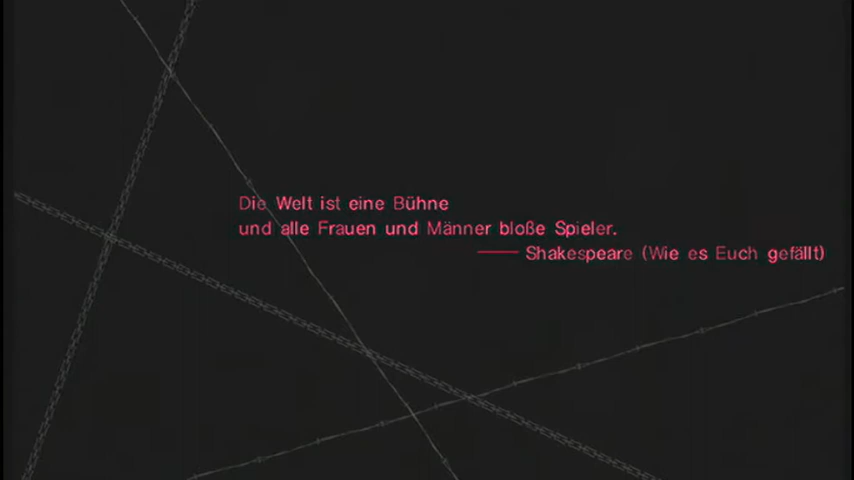 Die Welt ist eine Bühne
und alle Frauen und Männer bloße Spieler.
—— Shakespeare (Wie es Euch gefällt)